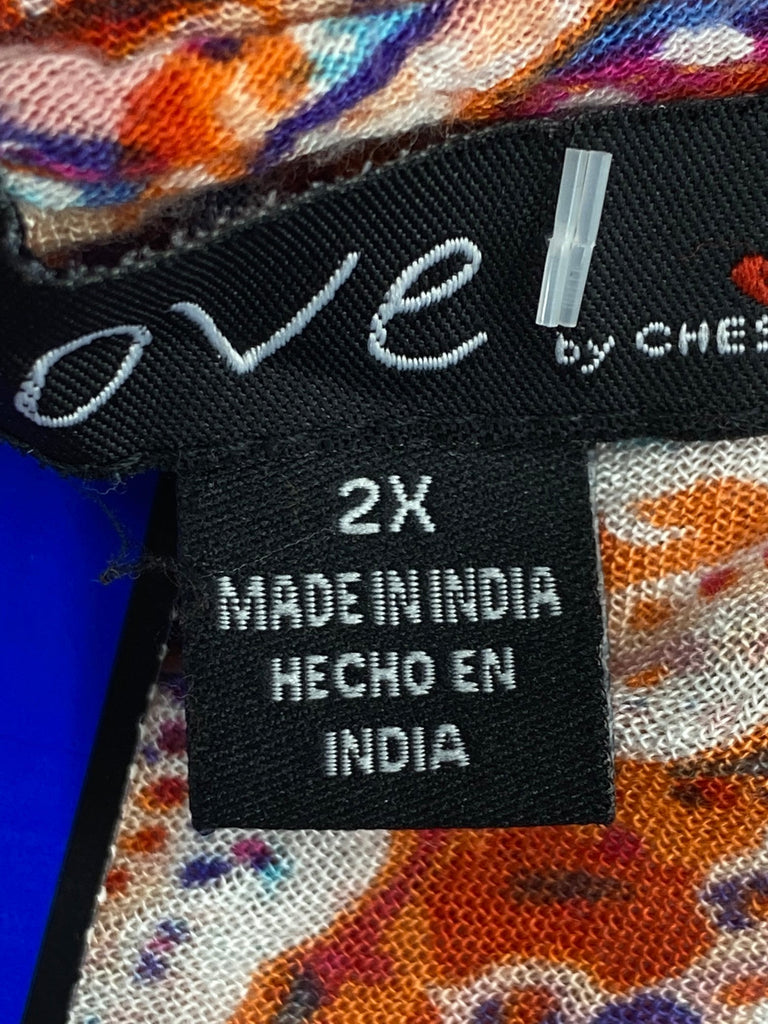 ove
by CHES
2X
MADE IN INDIA
HECHO EN
INDIA